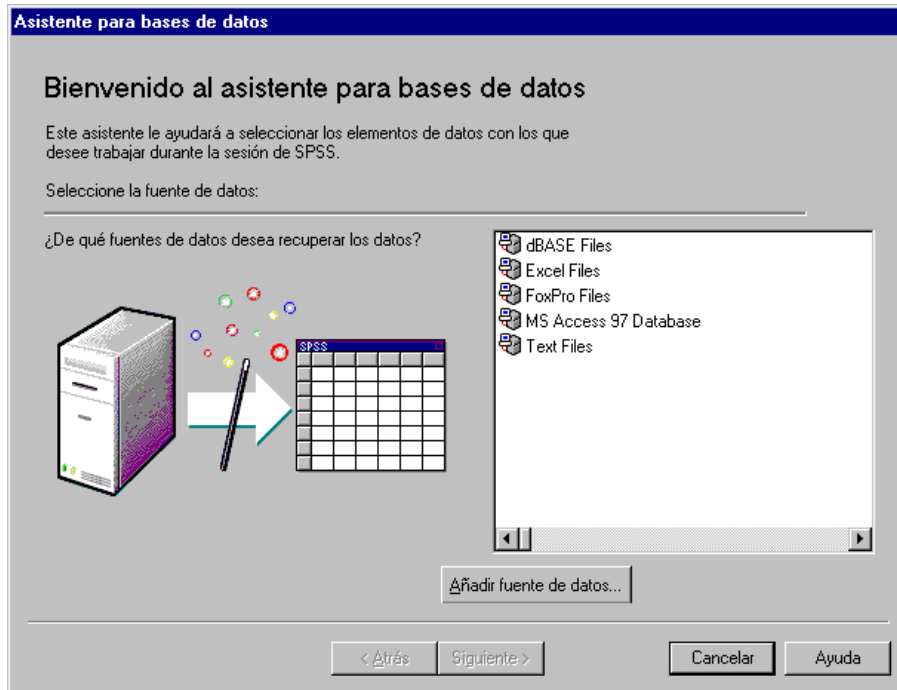 Asistente para bases de datos
Bienvenido al asistente para bases de datos
Este asistente le ayudará a seleccionar los elementos de datos con los que
desee trabajar durante la sesión de SPSS.
Seleccione la fuente de datos:
¿De qué fuentes de datos desea recuperar los datos?
SPSS
dBASE Files
Excel Files
FoxPro Files
MS Access 97 Database
Text Files
Añadir fuente de datos...
< Atrás
Siguiente >
Cancelar
Ayuda